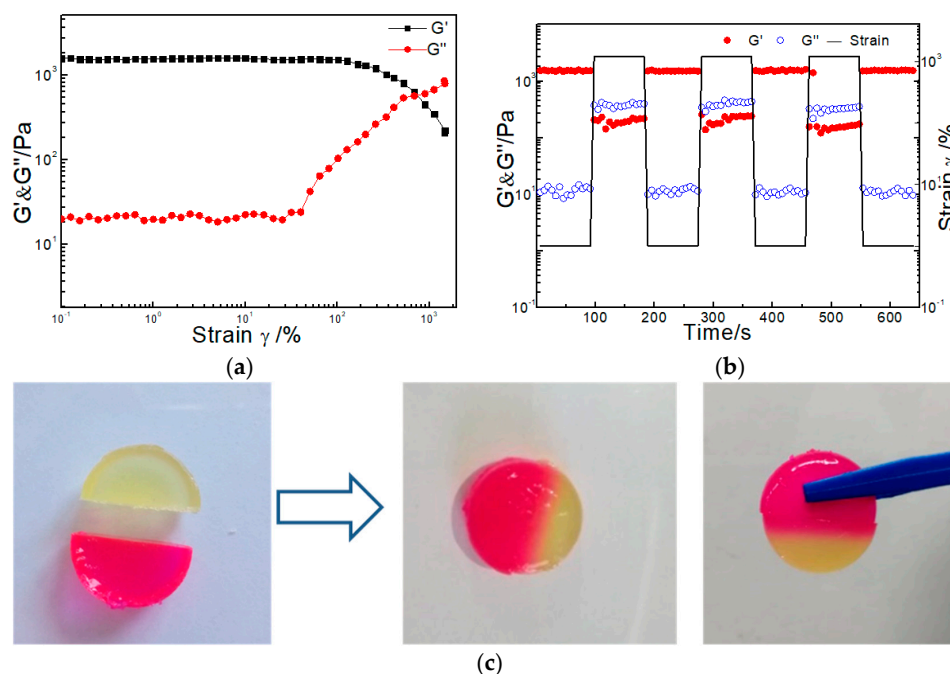 G'
G''
G'&G''/Pa
10³
10²
10¹
10⁻¹ 10⁰ 10¹ 10² 10³
Strain γ /%
(a)
G' G'' Strain
G'&G''/Pa
10³
10¹
10⁻¹
10³
10¹
10⁻¹
Strain γ /%
100 200 300 400 500 600
Time/s
(b)
(c)